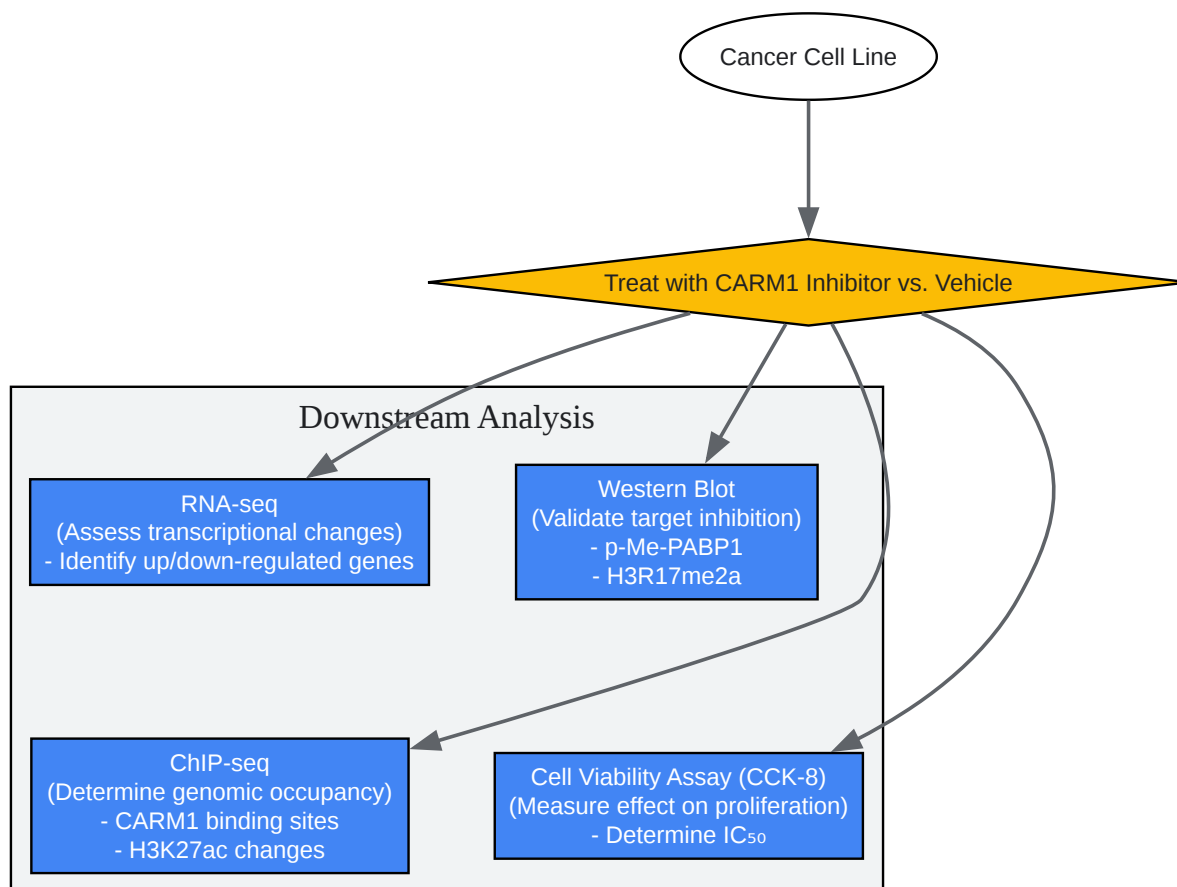 Cancer Cell Line
Treat with CARM1 Inhibitor vs. Vehicle
Downstream Analysis
RNA-seq
(Assess transcriptional changes)
- Identify up/down-regulated genes
Western Blot
(Validate target inhibition)
- p-Me-PABP1
- H3R17me2a
ChIP-seq
(Determine genomic occupancy)
- CARM1 binding sites
- H3K27ac changes
Cell Viability Assay (CCK-8)
(Measure effect on proliferation)
- Determine IC₅₀